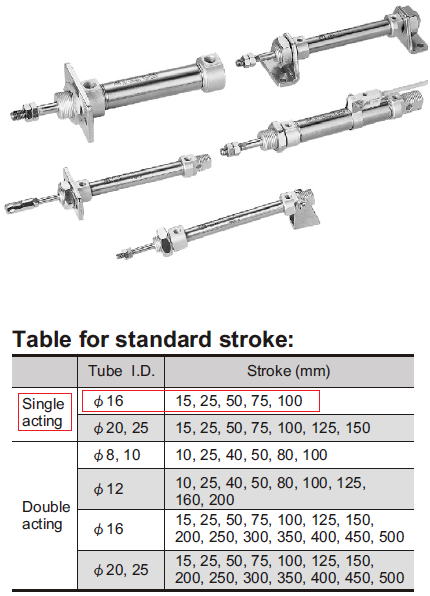 Table for standard stroke:
Tube I.D. Stroke (mm)
Single acting
φ16 15, 25, 50, 75, 100
φ20, 25 15, 25, 50, 75, 100, 125, 150
Double acting
φ8, 10 10, 25, 40, 50, 80, 100
φ12 10, 25, 40, 50, 80, 100, 125,
160, 200
φ16 15, 25, 50, 75, 100, 125, 150,
200, 250, 300, 350, 400, 450, 500
φ20, 25 15, 25, 50, 75, 100, 125, 150,
200, 250, 300, 350, 400, 450, 500